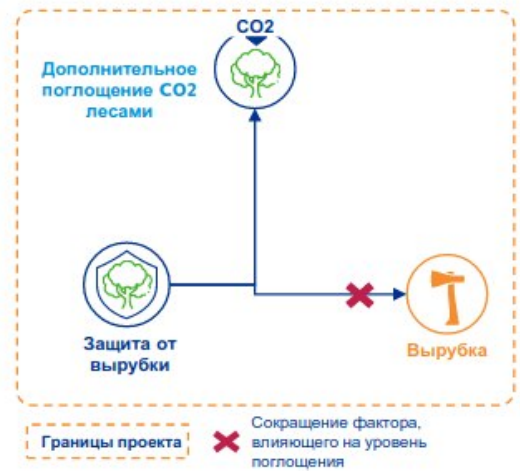 CO2
Дополнительное
поглощение CO2
лесами
Защита от
вырубки
Вырубка
Границы проекта
Сокращение фактора,
влияющего на уровень
поглощения